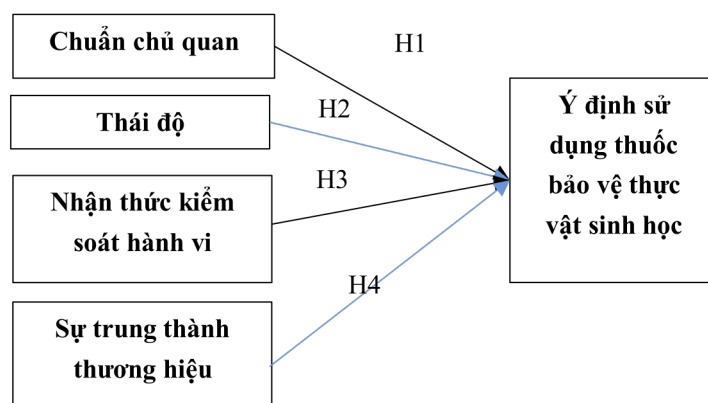 Chuẩn chủ quan
H1
Thái độ
H2
Nhận thức kiểm
soát hành vi
H3
Sự trung thành
thương hiệu
H4
Ý định sử
dụng thuốc
bảo vệ thực
vật sinh học